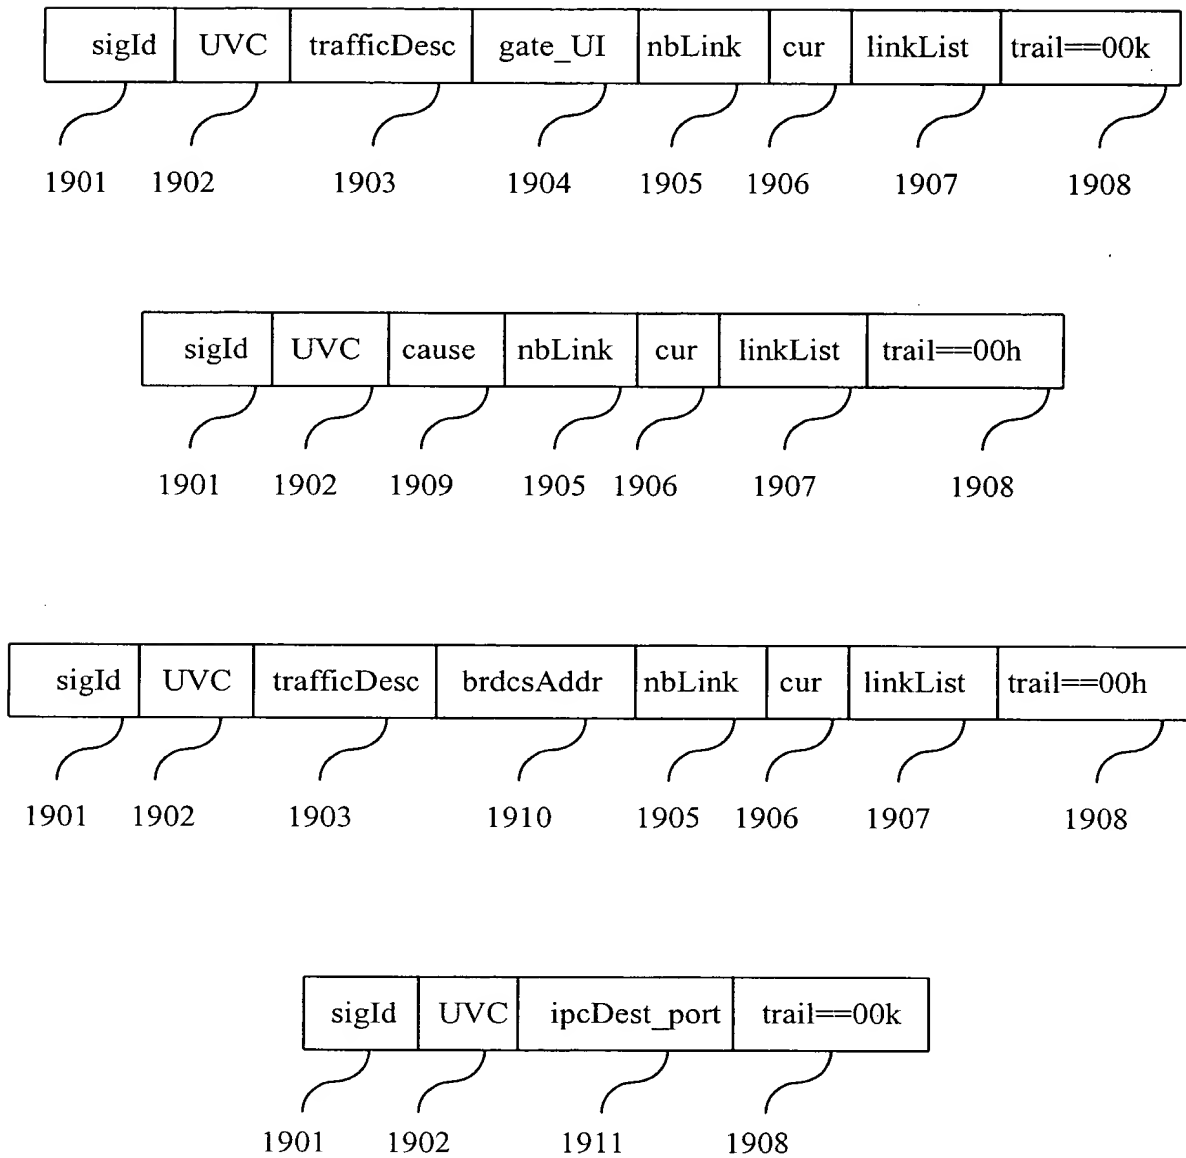 sigId UVC trafficDesc gate_UI nbLink cur linkList trail==00k
1901 1902 1903 1904 1905 1906 1907 1908
sigId UVC cause nbLink cur linkList trail==00h
1901 1902 1909 1905 1906 1907 1908
sigId UVC trafficDesc brdcsAddr nbLink cur linkList trail==00h
1901 1902 1903 1910 1905 1906 1907 1908
sigId UVC ipcDest_port trail==00k
1901 1902 1911 1908